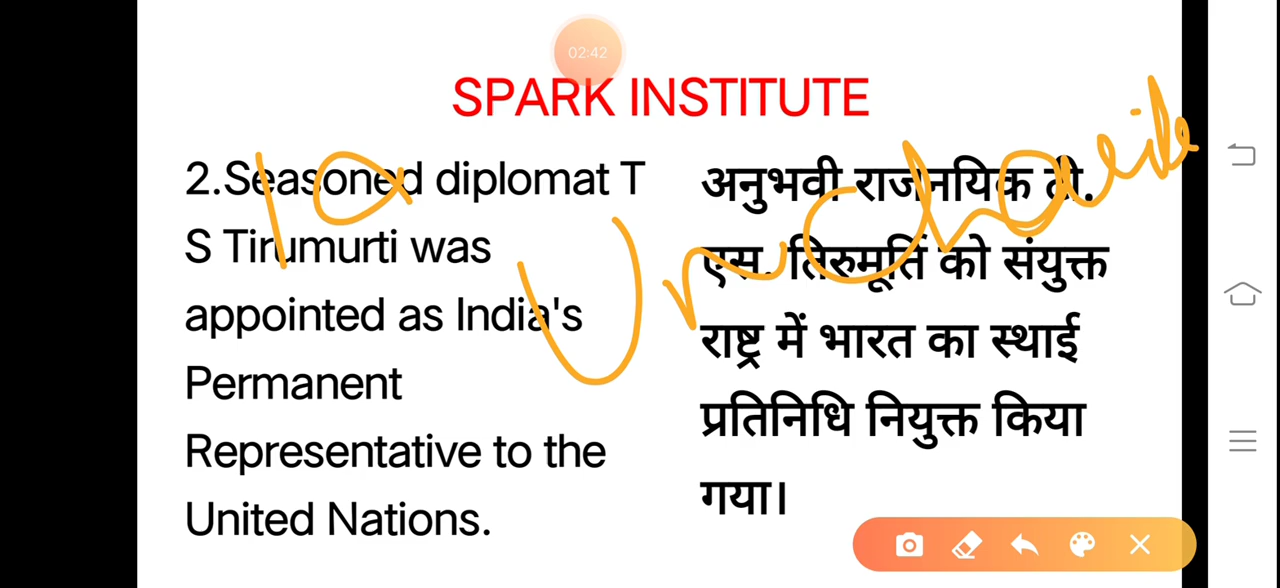 02:42
SPARK INSTITUTE
2.Seasoned diplomat T
S Tirumurti was
appointed as India's
Permanent
Representative to the
United Nations.
अनुभवी राजनयिक टी.
एस. तिरुमूर्ति को संयुक्त
राष्ट्र में भारत का स्थाई
प्रतिनिधि नियुक्त किया
गया।